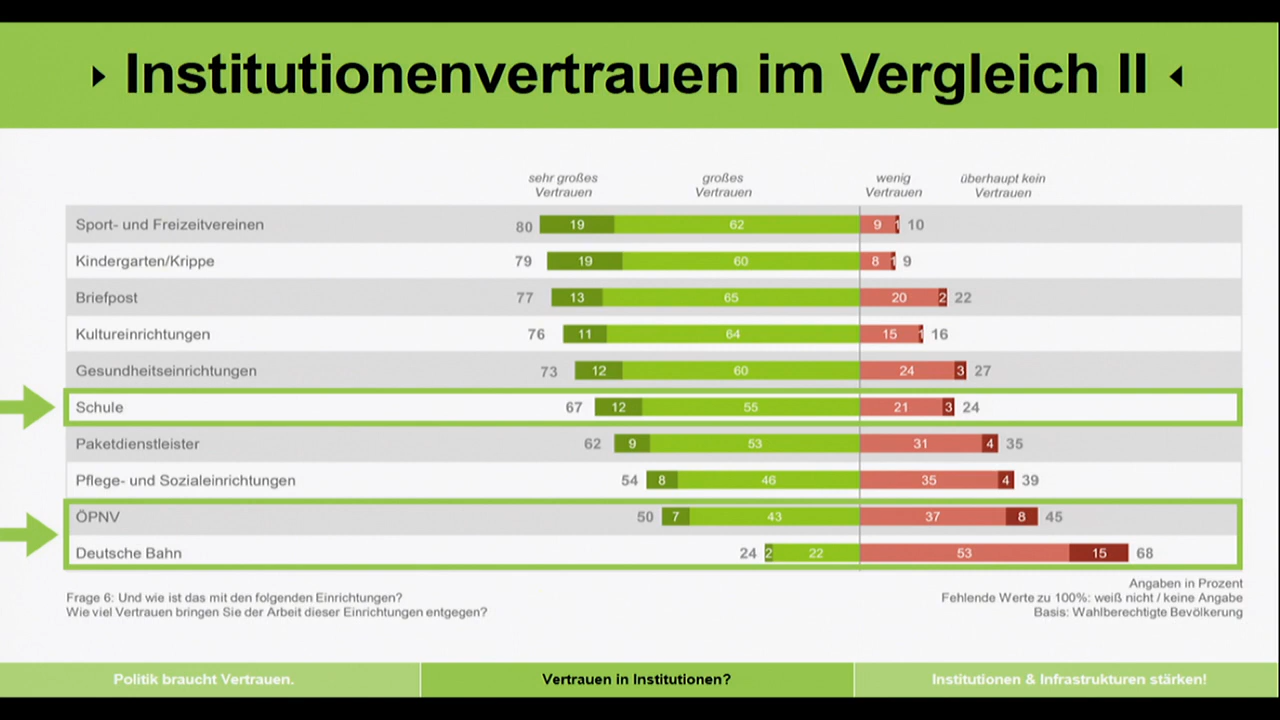 Institutionenvertrauen im Vergleich II
sehr großes Vertrauen
großes Vertrauen
wenig Vertrauen
überhaupt kein Vertrauen
Sport- und Freizeitvereinen 80 19 62 9 1 10
Kindergarten/Krippe 79 19 60 8 1 9
Briefpost 77 13 65 20 2 22
Kultureinrichtungen 76 11 64 15 1 16
Gesundheitseinrichtungen 73 12 60 24 3 27
Schule 67 12 55 21 3 24
Paketdienstleister 62 9 53 31 4 35
Pflege- und Sozialeinrichtungen 54 8 46 35 4 39
ÖPNV 50 7 43 37 8 45
Deutsche Bahn 24 2 22 53 15 68
Frage 6: Und wie ist das mit den folgenden Einrichtungen?
Wie viel Vertrauen bringen Sie der Arbeit dieser Einrichtungen entgegen?
Angaben in Prozent
Fehlende Werte zu 100%: weiß nicht / keine Angabe
Basis: Wahlberechtigte Bevölkerung
Politik braucht Vertrauen.
Vertrauen in Institutionen?
Institutionen & Infrastrukturen stärken!